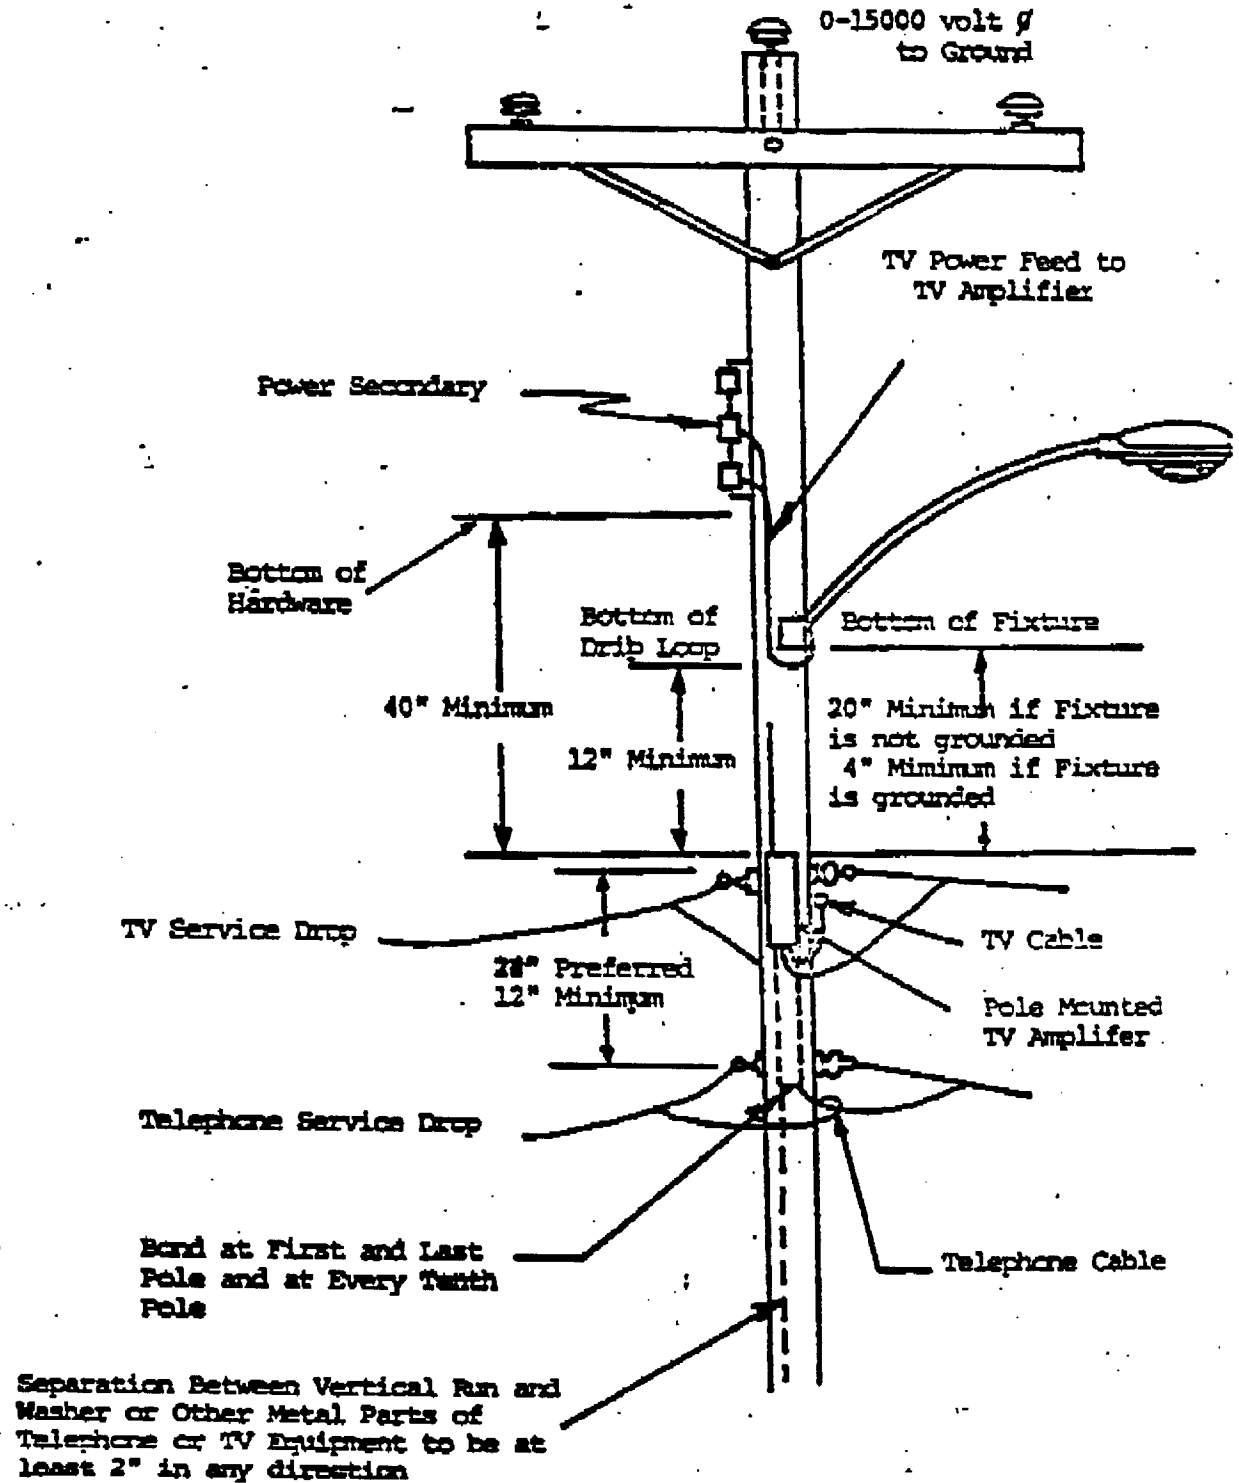 0-15000 volt Ø
to Ground
TV Power Feed to
TV Amplifier
Power Secondary
Bottom of
Hardware
Bottom of
Drib Loop
Bottom of Fixture
40" Minimum
12" Minimum
20" Minimum if Fixture
is not grounded
4" Mimimum if Fixture
is grounded
TV Service Drop
TV Cable
Preferred
12" Minimum
Pole Mounted
TV Amplifer
Telephone Service Drop
Bond at First and Last
Pole and at Every Tenth
Pole
Telephone Cable
Separation Between Vertical Run and
Washer or Other Metal Parts of
Telephone or TV Equipment to be at
least 2" in any direction